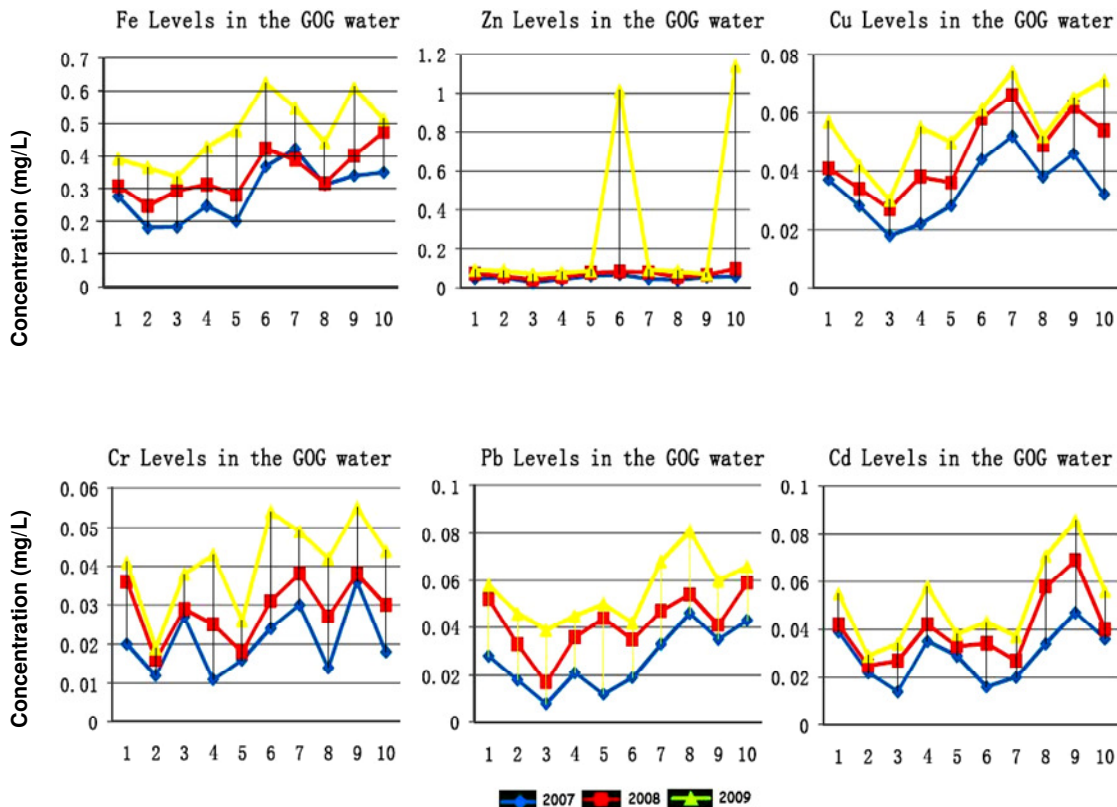 Fe Levels in the GOG water
Zn Levels in the GOG water
Cu Levels in the GOG water
Concentration (mg/L)
0.7
0.6
0.5
0.4
0.3
0.2
0.1
0
1 2 3 4 5 6 7 8 9 10
1.2
1
0.8
0.6
0.4
0.2
0
1 2 3 4 5 6 7 8 9 10
0.08
0.06
0.04
0.02
0
1 2 3 4 5 6 7 8 9 10
Cr Levels in the GOG water
Pb Levels in the GOG water
Cd Levels in the GOG water
Concentration (mg/L)
0.06
0.05
0.04
0.03
0.02
0.01
0
1 2 3 4 5 6 7 8 9 10
0.1
0.08
0.06
0.04
0.02
0
1 2 3 4 5 6 7 8 9 10
0.1
0.08
0.06
0.04
0.02
0
1 2 3 4 5 6 7 8 9 10
2007 2008 2009